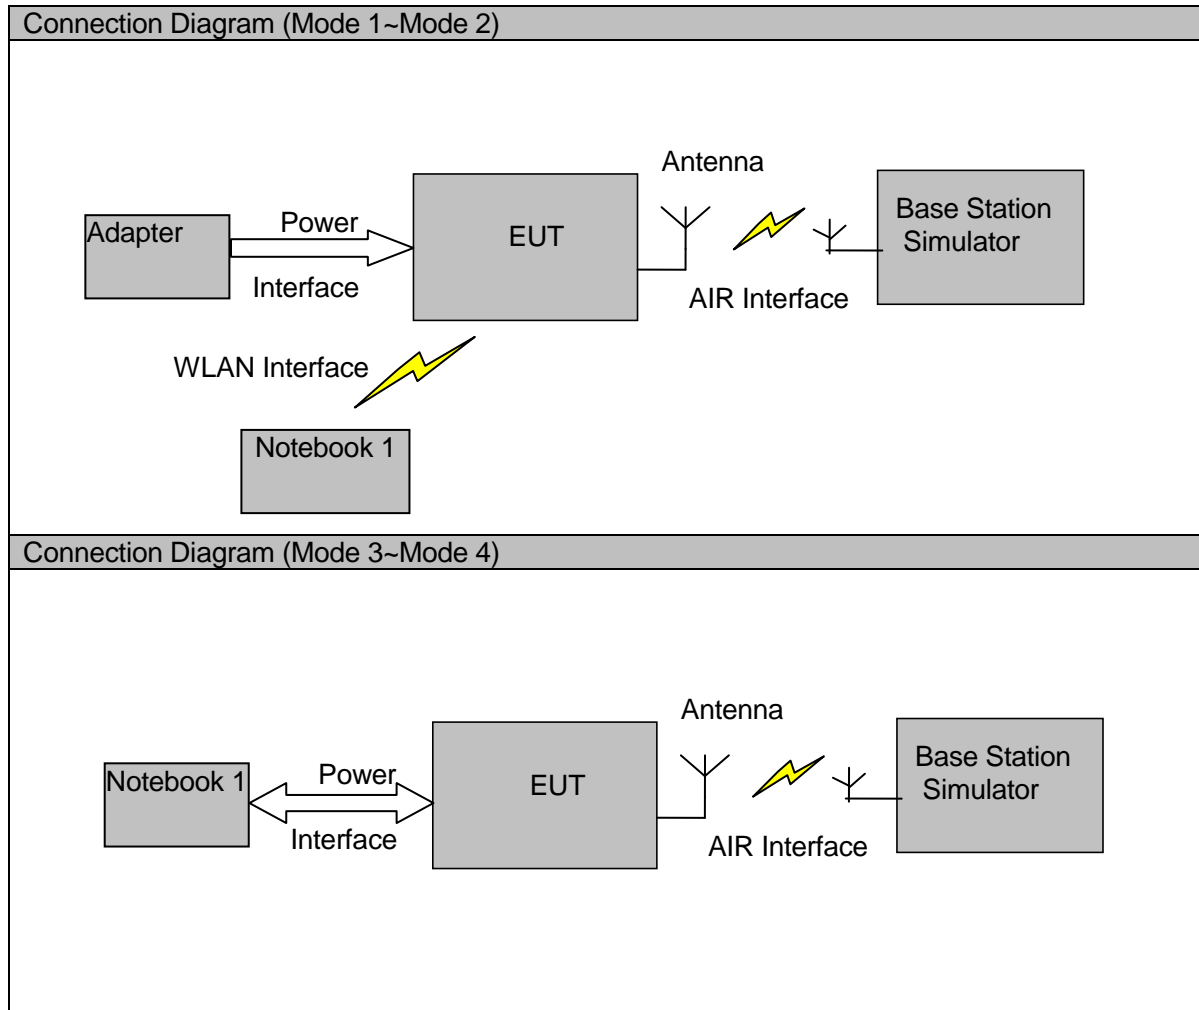 Connection Diagram (Mode 1~Mode 2)
Antenna
Adapter
Power
Interface
EUT
Base Station
Simulator
AIR Interface
WLAN Interface
Notebook 1
Connection Diagram (Mode 3~Mode 4)
Antenna
Notebook 1
Power
Interface
EUT
Base Station
Simulator
AIR Interface